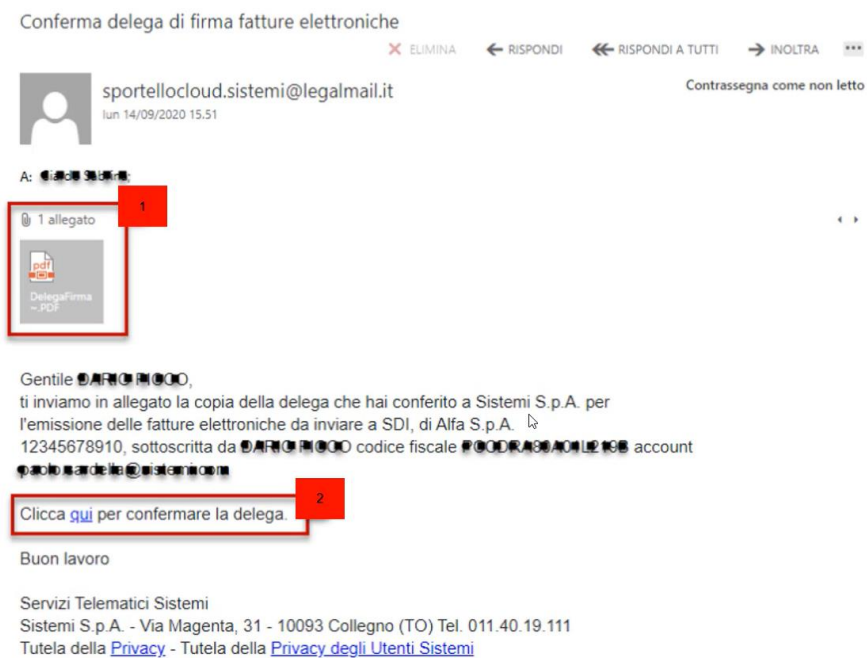 Conferma delega di firma fatture elettroniche
ELIMINA RISPONDI RISPONDI A TUTTI INOLTRA ...
sportellocloud.sistemi@legalmail.it Contrassegna come non letto
lun 14/09/2020 15.51
A:
1
1 allegato
pdf
DelegaFirma
~.PDF
Gentile ,
ti inviamo in allegato la copia della delega che hai conferito a Sistemi S.p.A. per
l'emissione delle fatture elettroniche da inviare a SDI, di Alfa S.p.A.
12345678910, sottoscritta da codice fiscale account
2
Clicca qui per confermare la delega.
Buon lavoro
Servizi Telematici Sistemi
Sistemi S.p.A. - Via Magenta, 31 - 10093 Collegno (TO) Tel. 011.40.19.111
Tutela della Privacy - Tutela della Privacy degli Utenti Sistemi